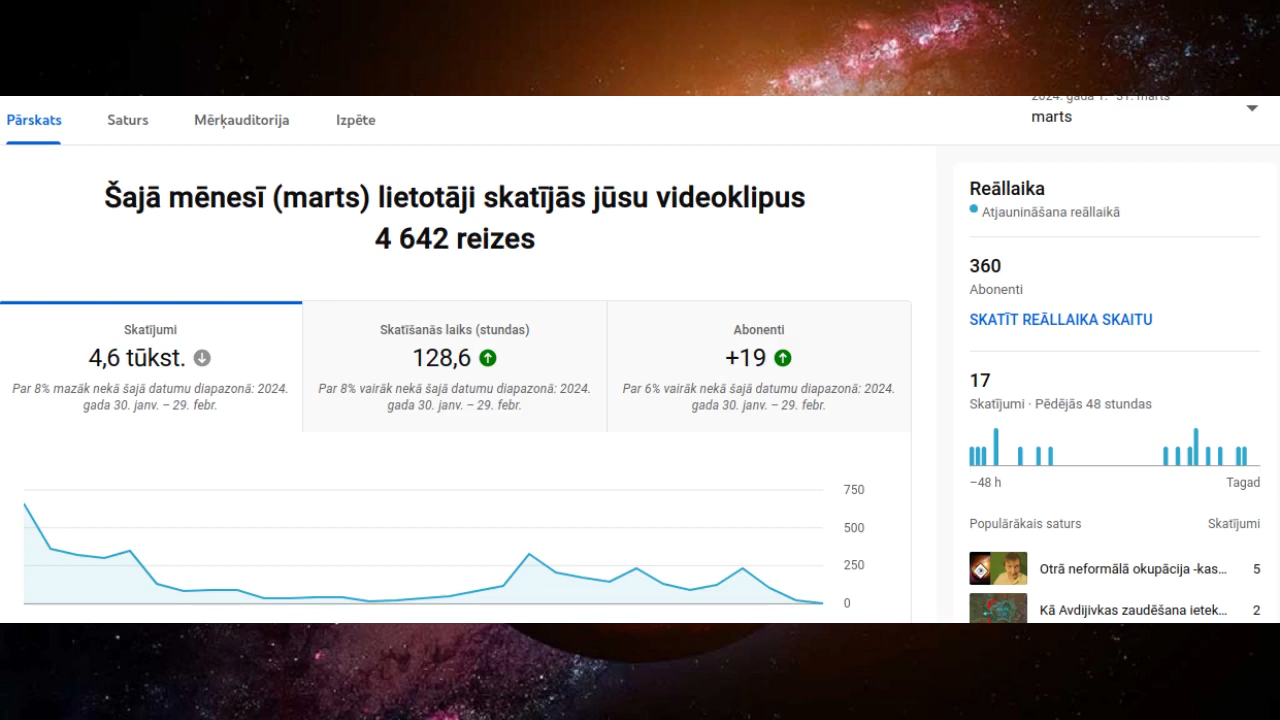 Pārskats
Saturs
Mērķauditorija
Izpēte
2024. gada 1.–31. marts
marts
Šajā mēnesī (marts) lietotāji skatījās jūsu videoklipus
4 642 reizes
Skatījumi
4,6 tūkst.
Par 8% mazāk nekā šajā datumu diapazonā: 2024.
gada 30. janv. – 29. febr.
Skatīšanās laiks (stundas)
128,6
Par 8% vairāk nekā šajā datumu diapazonā: 2024.
gada 30. janv. – 29. febr.
Abonenti
+19
Par 6% vairāk nekā šajā datumu diapazonā: 2024.
gada 30. janv. – 29. febr.
750
500
250
0
Reāllaika
Atjaunināšana reāllaikā
360
Abonenti
SKATĪT REĀLLAIKA SKAITU
17
Skatījumi · Pēdējās 48 stundas
−48 h
Tagad
Populārākais saturs
Skatījumi
Otrā neformālā okupācija -kas... 5
Kā Avdijivkas zaudēšana ietek... 2